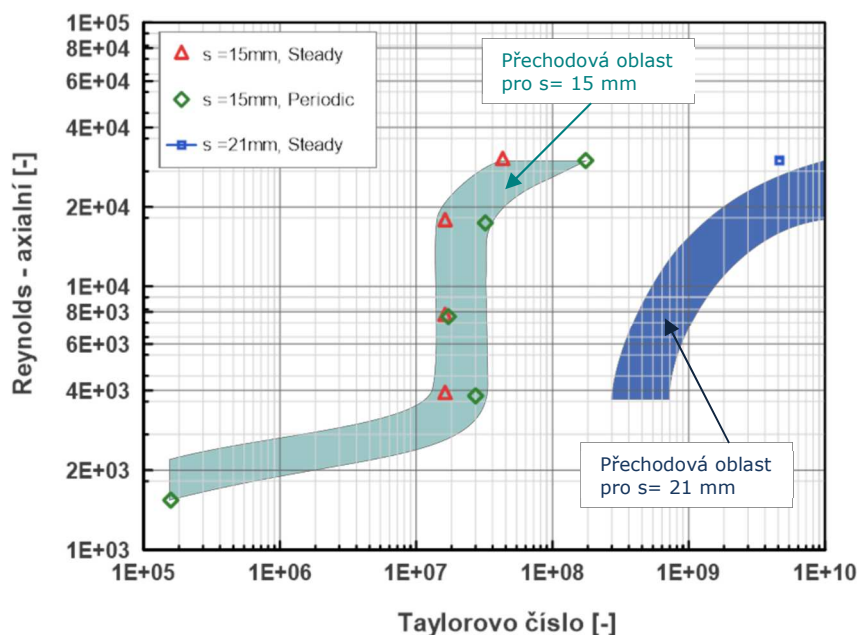 1E+05
8E+04
6E+04
4E+04
2E+04
1E+04
8E+03
6E+03
4E+03
2E+03
1E+03
Reynolds - axialní [-]
s =15mm, Steady
s =15mm, Periodic
s =21mm, Steady
Přechodová oblast
pro s= 15 mm
Přechodová oblast
pro s= 21 mm
1E+05
1E+06
1E+07
1E+08
1E+09
1E+10
Taylorovo číslo [-]